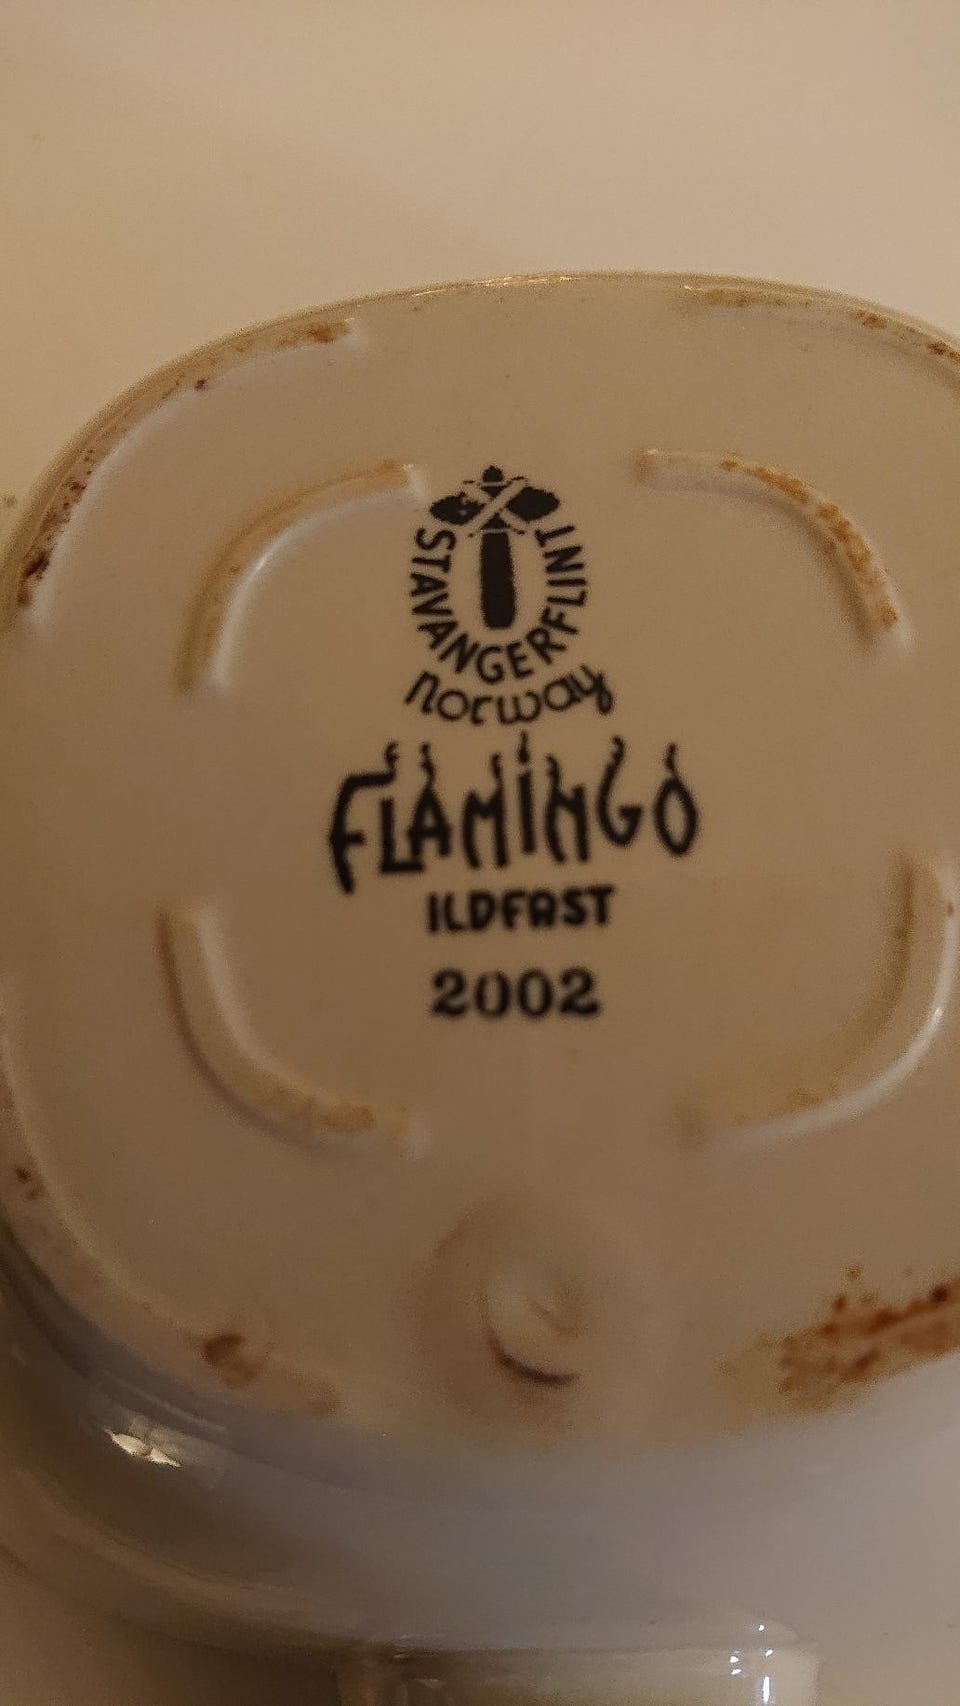 STAVANGERFLINT
norway
FLAMINGO
ILDFAST
2002